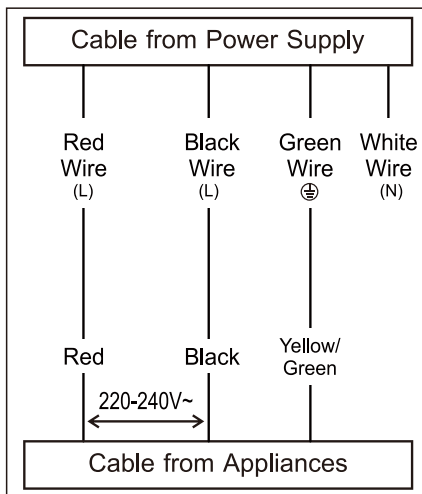 Cable from Power Supply
Red Wire (L)
Black Wire (L)
Green Wire
White Wire (N)
Red
Black
Yellow/
Green
220-240V~
Cable from Appliances